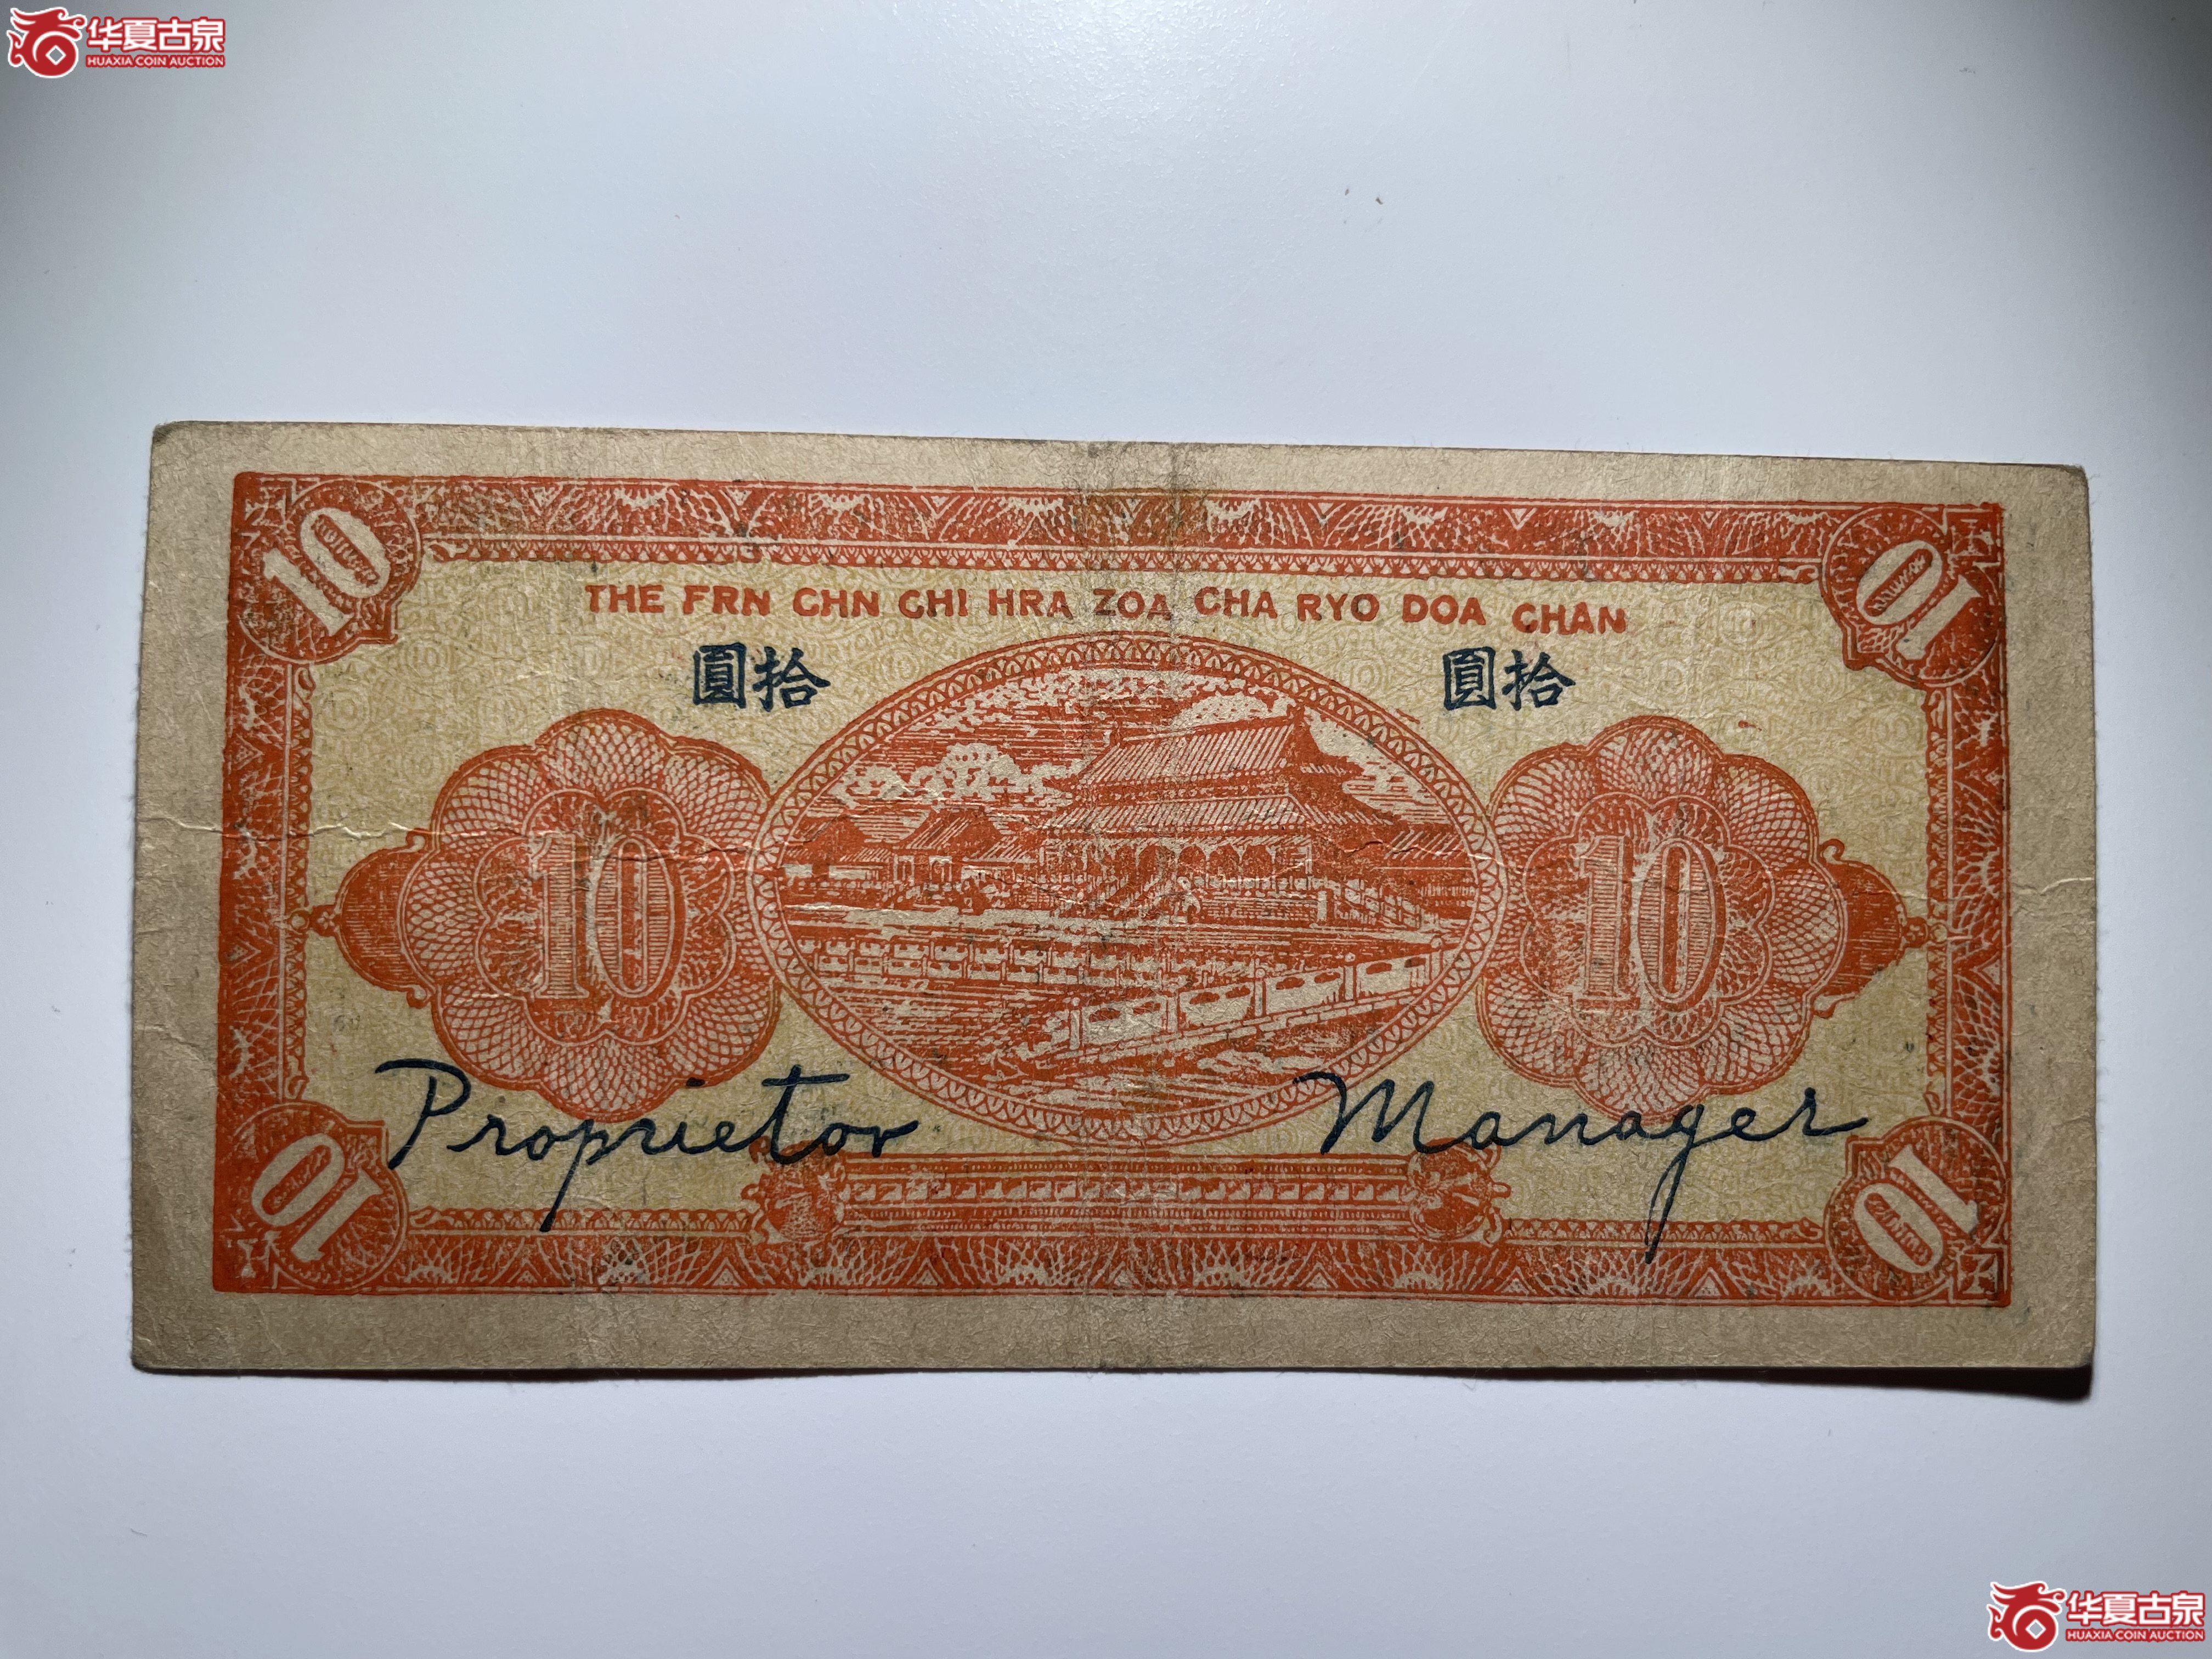 华夏古泉
HUAXIA COIN AUCTION
10
10
THE FRN CHN CHI HRA ZOA CHA RYO DOA CHAN
圓拾
圓拾
10
10
Proprietor
Manager
10
10
华夏古泉
HUAXIA COIN AUCTION